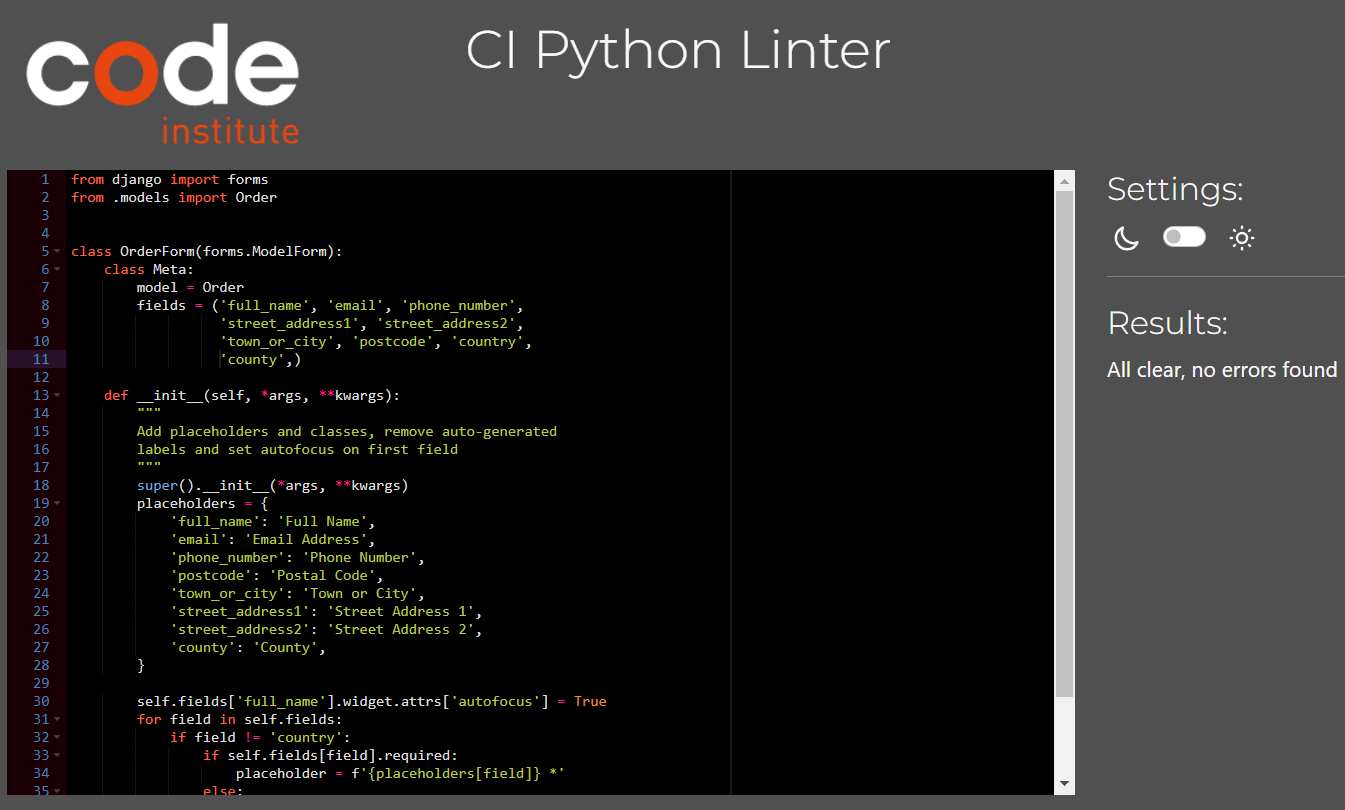 code
institute
CI Python Linter
1 from django import forms
2 from .models import Order
3
4
5 class OrderForm(forms.ModelForm):
6     class Meta:
7         model = Order
8         fields = ('full_name', 'email', 'phone_number',
9                   'street_address1', 'street_address2',
10                   'town_or_city', 'postcode', 'country',
11                   'county',)
12
13     def __init__(self, *args, **kwargs):
14         """
15         Add placeholders and classes, remove auto-generated
16         labels and set autofocus on first field
17         """
18         super().__init__(*args, **kwargs)
19         placeholders = {
20             'full_name': 'Full Name',
21             'email': 'Email Address',
22             'phone_number': 'Phone Number',
23             'postcode': 'Postal Code',
24             'town_or_city': 'Town or City',
25             'street_address1': 'Street Address 1',
26             'street_address2': 'Street Address 2',
27             'county': 'County',
28         }
29
30         self.fields['full_name'].widget.attrs['autofocus'] = True
31         for field in self.fields:
32             if field != 'country':
33                 if self.fields[field].required:
34                     placeholder = f'{placeholders[field]} *'
35                 else:
Settings:
Results:
All clear, no errors found